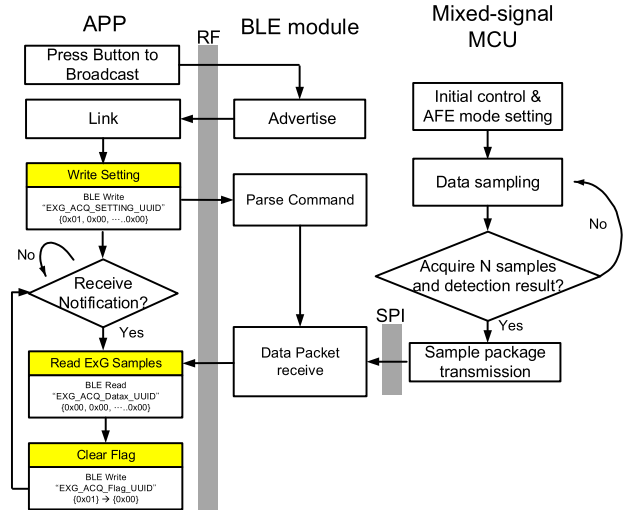 APP
RF
BLE module
Mixed-signal
MCU
Press Button to
Broadcast
Link
Advertise
Initial control &
AFE mode setting
Write Setting
BLE Write
“EXG_ACQ_SETTING_UUID”
{0x01, 0x00, ⋯..0x00}
Parse Command
Data sampling
No
No
Receive
Notification?
Yes
Acquire N samples
and detection result?
Yes
SPI
Read ExG Samples
BLE Read
“EXG_ACQ_Datax_UUID”
{0x00, 0x00, ⋯..0x00}
Data Packet
receive
Sample package
transmission
Clear Flag
BLE Write
“EXG_ACQ_Flag_UUID”
{0x01} → {0x00}